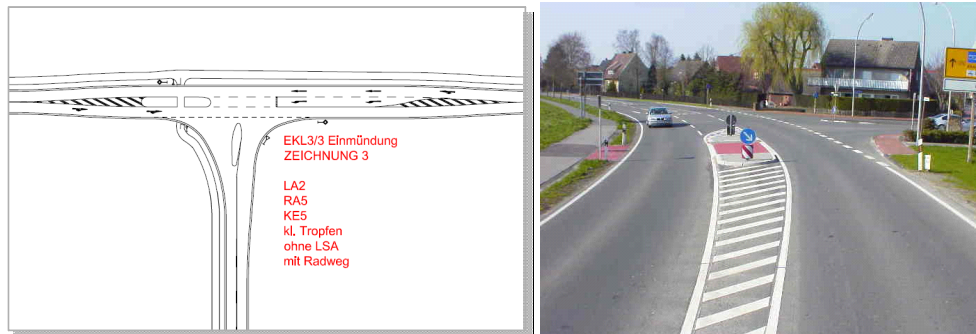 EKL3/3 Einmündung
ZEICHNUNG 3
LA2
RA5
KE5
kl. Tropfen
ohne LSA
mit Radweg